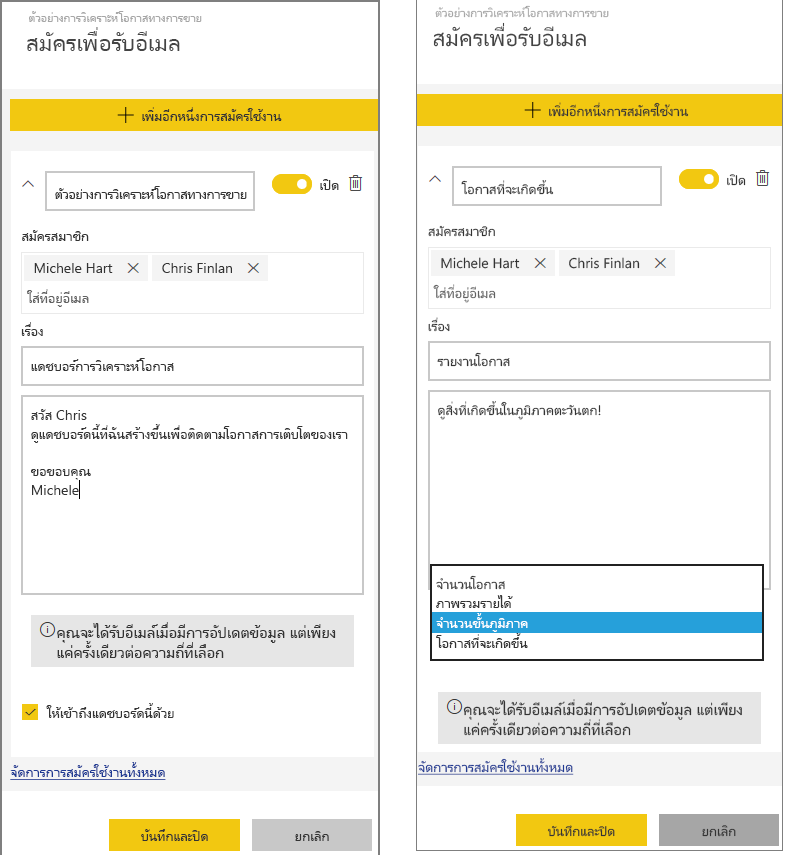 ตัวอย่างการวิเคราะห์โอกาสทางการขาย
สมัครเพื่อรับอีเมล
เพิ่มอีกหนึ่งการสมัครใช้งาน
ตัวอย่างการวิเคราะห์โอกาสทางการขาย
เปิด
สมัครสมาชิก
Michele Hart
Chris Finlan
ใส่ที่อยู่อีเมล
เรื่อง
แดชบอร์การวิเคราะห์โอกาส
สวัส Chris
ดูแดชบอร์ดนี้ที่ฉันสร้างขึ้นเพื่อติดตามโอกาสการเติบโตของเรา
ขอขอบคุณ
Michele
คุณจะได้รับอีเมล์เมื่อมีการอัปเดตข้อมูล แต่เพียง
แค่ครั้งเดียวต่อความถี่ที่เลือก
ให้เข้าถึงแดชบอร์ดนี้ด้วย
จัดการการสมัครใช้งานทั้งหมด
บันทึกและปิด
ยกเลิก
ตัวอย่างการวิเคราะห์โอกาสทางการขาย
สมัครเพื่อรับอีเมล
เพิ่มอีกหนึ่งการสมัครใช้งาน
โอกาสที่จะเกิดขึ้น
เปิด
สมัครสมาชิก
Michele Hart
Chris Finlan
ใส่ที่อยู่อีเมล
เรื่อง
รายงานโอกาส
ดูสิ่งที่เกิดขึ้นในภูมิภาคตะวันตก!
จำนวนโอกาส
ภาพรวมรายได้
จำนวนชั้นภูมิภาค
โอกาสที่จะเกิดขึ้น
คุณจะได้รับอีเมล์เมื่อมีการอัปเดตข้อมูล แต่เพียง
แค่ครั้งเดียวต่อความถี่ที่เลือก
จัดการการสมัครใช้งานทั้งหมด
บันทึกและปิด
ยกเลิก